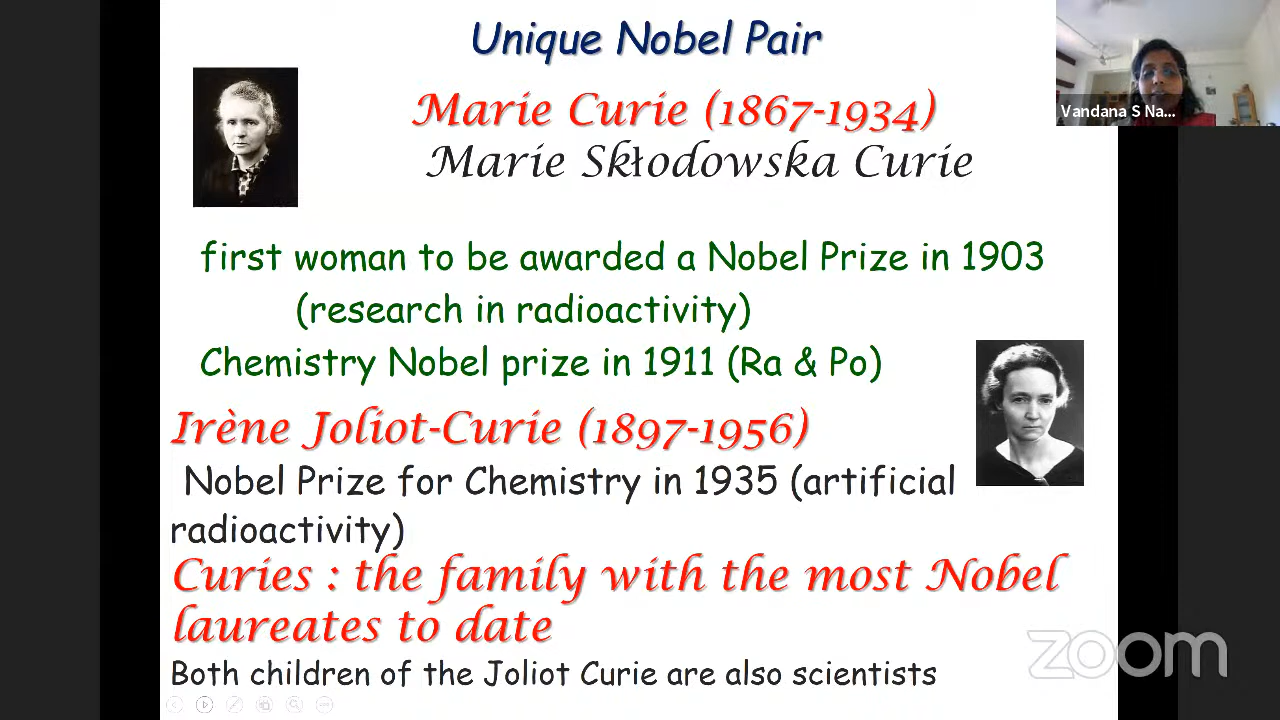 Unique Nobel Pair
Vandana S Na...
Marie Curie (1867-1934)
Marie Skłodowska Curie
first woman to be awarded a Nobel Prize in 1903
(research in radioactivity)
Chemistry Nobel prize in 1911 (Ra & Po)
Irène Joliot-Curie (1897-1956)
Nobel Prize for Chemistry in 1935 (artificial
radioactivity)
Curies : the family with the most Nobel
laureates to date
Both children of the Joliot Curie are also scientists
zoom